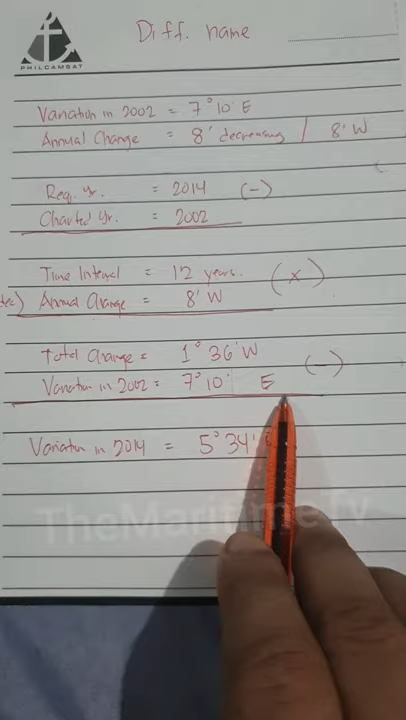 PHILCAMSAT
Diff. name
Variation in 2002 = 7° 10' E
Annual Change = 8' decreasing / 8' W
Req. Yr. = 2014 (-)
Charted Yr. = 2002
Time Interval = 12 years. (x)
dec) Annual Change = 8' W
Total Change = 1° 36' W
Variation in 2002 = 7° 10' E (-)
Variation in 2014 = 5° 34'
TheMaritimeTv